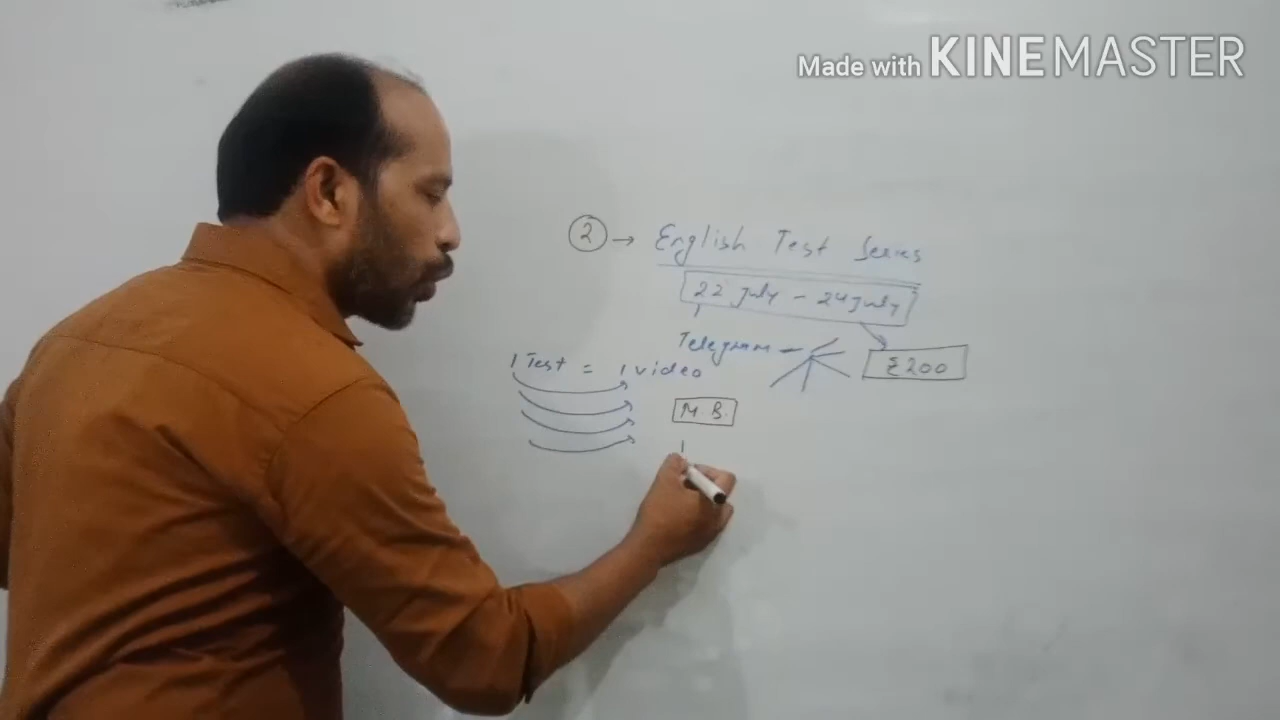 Made with KINEMASTER
② → English Test Series
22 July - 24 July
Telegram -
₹200
1 Test = 1 video
M B.